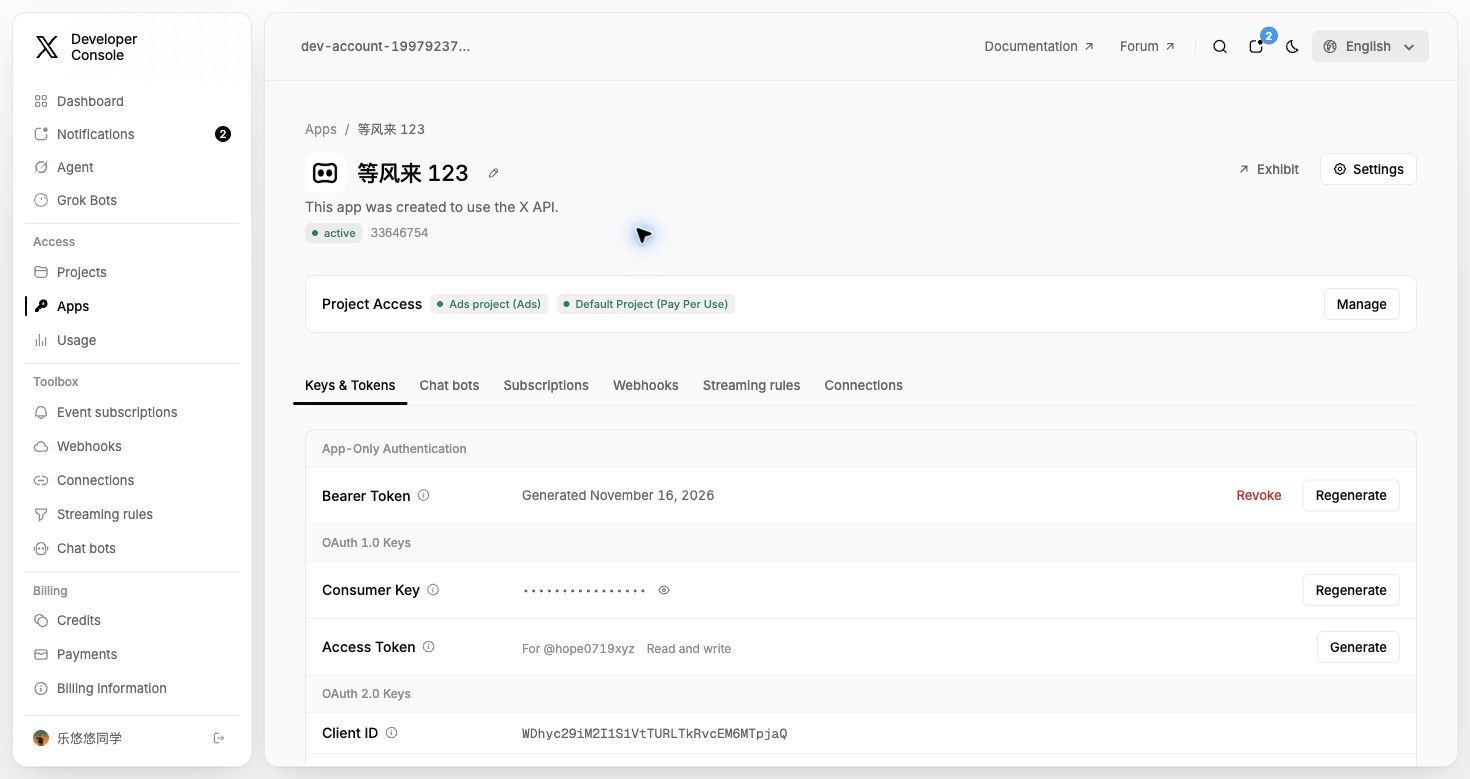 Developer
Console
Dashboard
Notifications 2
Agent
Grok Bots
Access
Projects
Apps
Usage
Toolbox
Event subscriptions
Webhooks
Connections
Streaming rules
Chat bots
Billing
Credits
Payments
Billing information
乐悠悠同学
dev-account-19979237...
Documentation
Forum
2
English
Apps / 等风来 123
等风来 123
Exhibit
Settings
This app was created to use the X API.
active 33646754
Project Access Ads project (Ads) Default Project (Pay Per Use) Manage
Keys & Tokens Chat bots Subscriptions Webhooks Streaming rules Connections
App-Only Authentication
Bearer Token Generated November 16, 2026 Revoke Regenerate
OAuth 1.0 Keys
Consumer Key •••••••••••••••• Regenerate
Access Token For @hope0719xyz Read and write Generate
OAuth 2.0 Keys
Client ID WDhyc29iM2I1S1VtTURLTkRvcEM6MTpjaQ